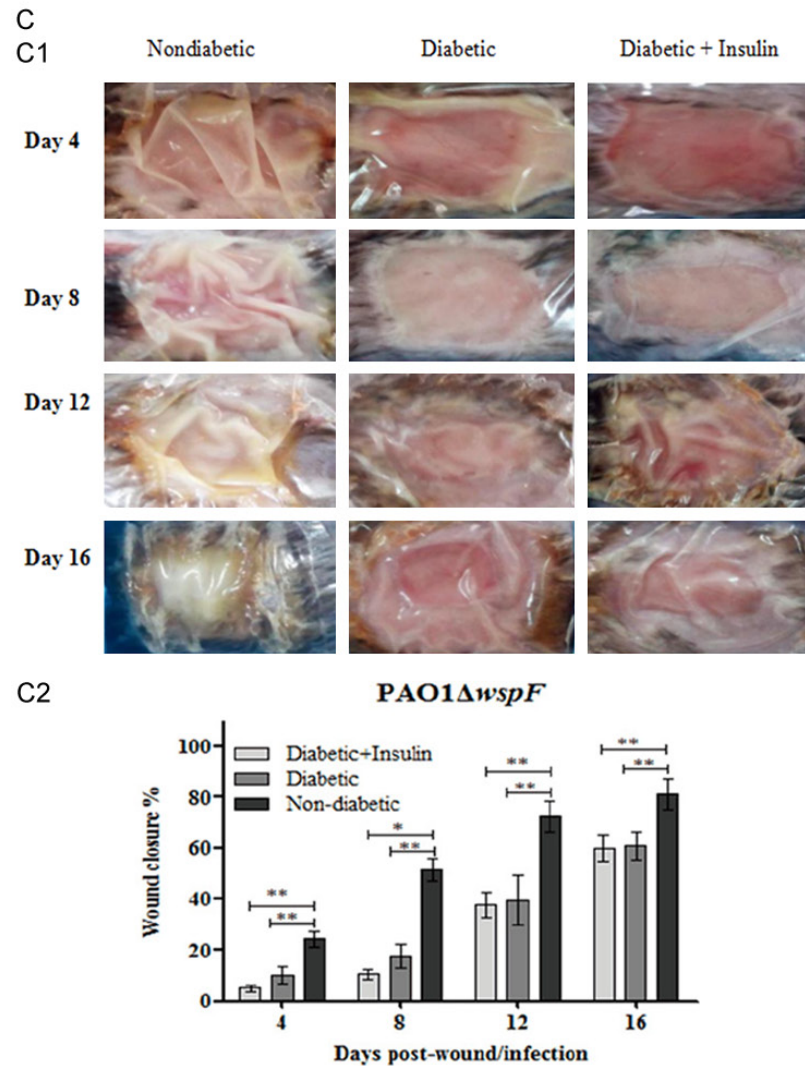 C
C1
Nondiabetic Diabetic Diabetic + Insulin
Day 4
Day 8
Day 12
Day 16
C2
PAO1ΔwspF
Wound closure %
100
80
60
40
20
0
Diabetic+Insulin
Diabetic
Non-diabetic
** **
* **
** **
** **
4 8 12 16
Days post-wound/infection